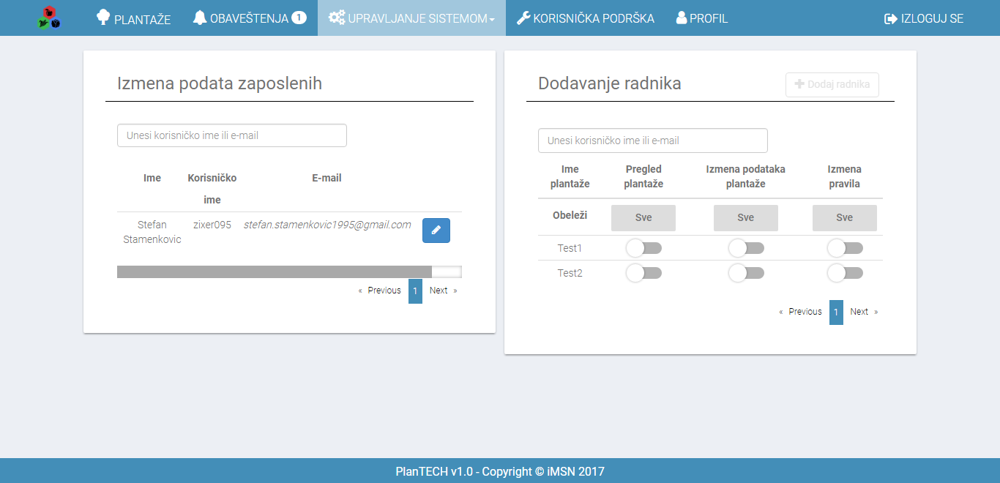 PLANTAŽE OBAVEŠTENJA 1 UPRAVLJANJE SISTEMOM KORISNIČKA PODRŠKA PROFIL IZLOGUJ SE
Izmena podata zaposlenih
Unesi korisničko ime ili e-mail
Ime Korisničko E-mail
ime
Stefan zixer095 stefan.stamenkovic1995@gmail.com
Stamenkovic
« Previous 1 Next »
Dodavanje radnika Dodaj radnika
Unesi korisničko ime ili e-mail
Ime Pregled Izmena podataka Izmena
plantaže plantaže plantaže pravila
Obeleži Sve Sve Sve
Test1
Test2
« Previous 1 Next »
PlanTECH v1.0 - Copyright © iMSN 2017